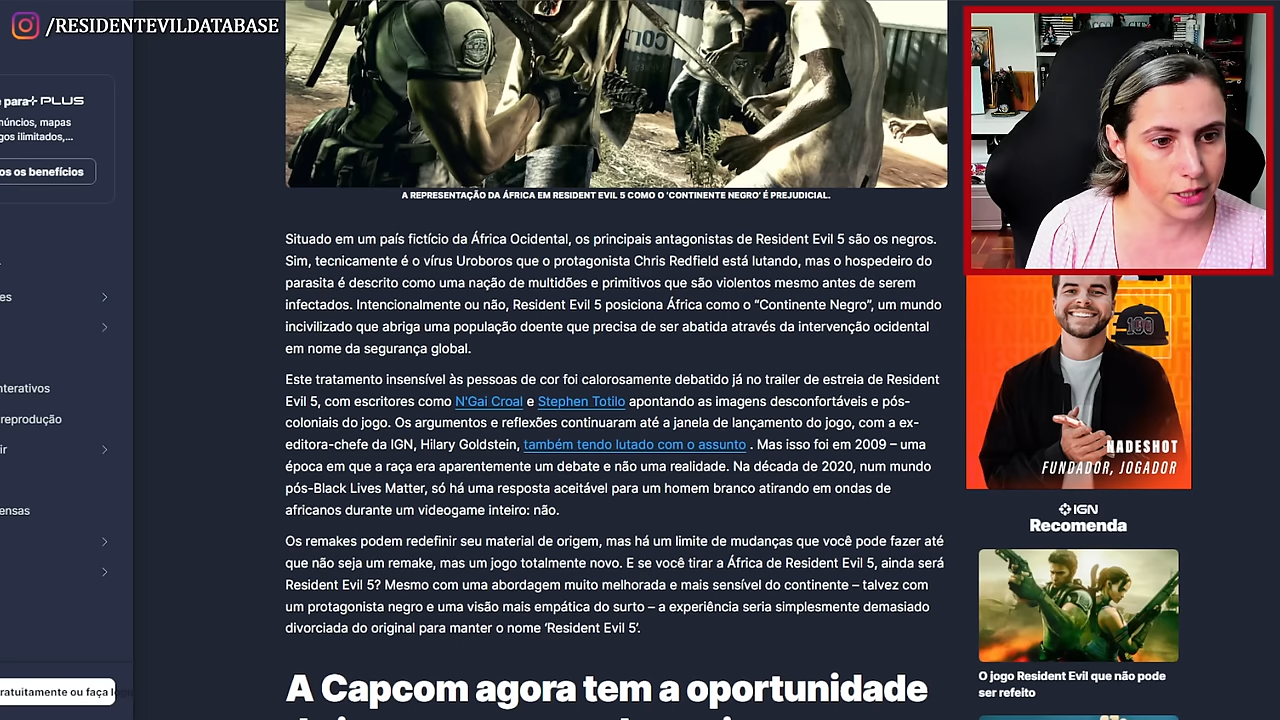 /RESIDENTEVILDATABASE
e para PLUS
núncios, mapas
gos ilimitados,...
os os benefícios
es
nterativos
reprodução
ir
ensas
ratuitamente ou faça
corp
A REPRESENTAÇÃO DA ÁFRICA EM RESIDENT EVIL 5 COMO O 'CONTINENTE NEGRO' É PREJUDICIAL.
Situado em um país fictício da África Ocidental, os principais antagonistas de Resident Evil 5 são os negros.
Sim, tecnicamente é o vírus Uroboros que o protagonista Chris Redfield está lutando, mas o hospedeiro do
parasita é descrito como uma nação de multidões e primitivos que são violentos mesmo antes de serem
infectados. Intencionalmente ou não, Resident Evil 5 posiciona África como o "Continente Negro", um mundo
incivilizado que abriga uma população doente que precisa de ser abatida através da intervenção ocidental
em nome da segurança global.
Este tratamento insensível às pessoas de cor foi calorosamente debatido já no trailer de estreia de Resident
Evil 5, com escritores como N'Gai Croal e Stephen Totilo apontando as imagens desconfortáveis e pós-
coloniais do jogo. Os argumentos e reflexões continuaram até a janela de lançamento do jogo, com a ex-
editora-chefe da IGN, Hilary Goldstein, também tendo lutado com o assunto . Mas isso foi em 2009 – uma
época em que a raça era aparentemente um debate e não uma realidade. Na década de 2020, num mundo
pós-Black Lives Matter, só há uma resposta aceitável para um homem branco atirando em ondas de
africanos durante um videogame inteiro: não.
Os remakes podem redefinir seu material de origem, mas há um limite de mudanças que você pode fazer até
que não seja um remake, mas um jogo totalmente novo. E se você tirar a África de Resident Evil 5, ainda será
Resident Evil 5? Mesmo com uma abordagem muito melhorada e mais sensível do continente – talvez com
um protagonista negro e uma visão mais empática do surto – a experiência seria simplesmente demasiado
divorciada do original para manter o nome 'Resident Evil 5'.
A Capcom agora tem a oportunidade
100
NADESHOT
FUNDADOR, JOGADOR
IGN
Recomenda
O jogo Resident Evil que não pode
ser refeito